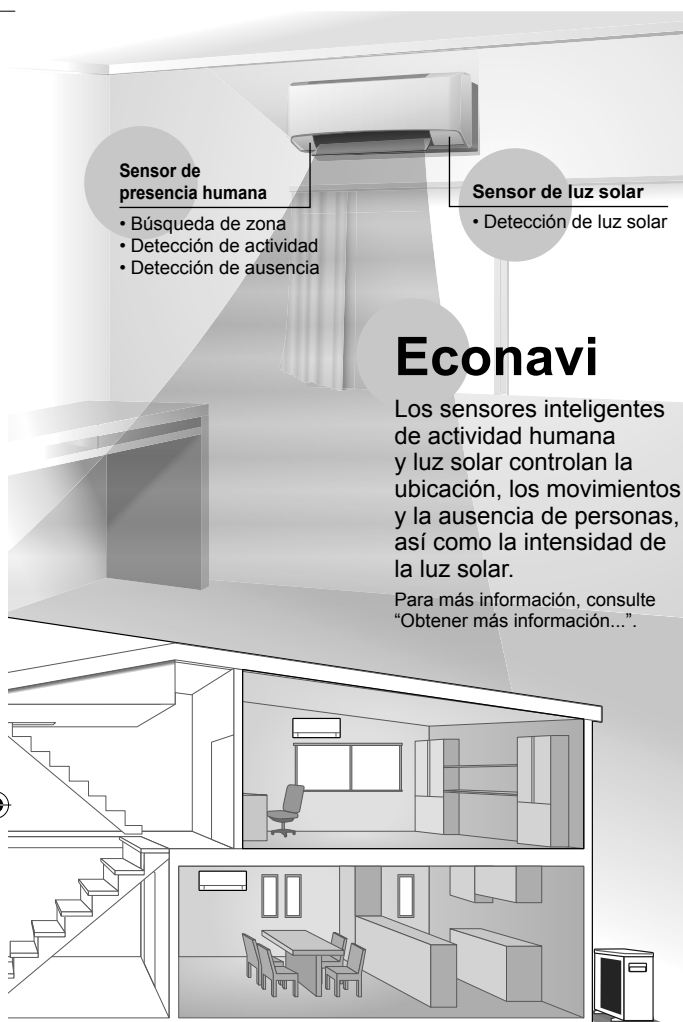 Sensor de
presencia humana
• Búsqueda de zona
• Detección de actividad
• Detección de ausencia
Sensor de luz solar
• Detección de luz solar
Econavi
Los sensores inteligentes
de actividad humana
y luz solar controlan la
ubicación, los movimientos
y la ausencia de personas,
así como la intensidad de
la luz solar.
Para más información, consulte
“Obtener más información...”.